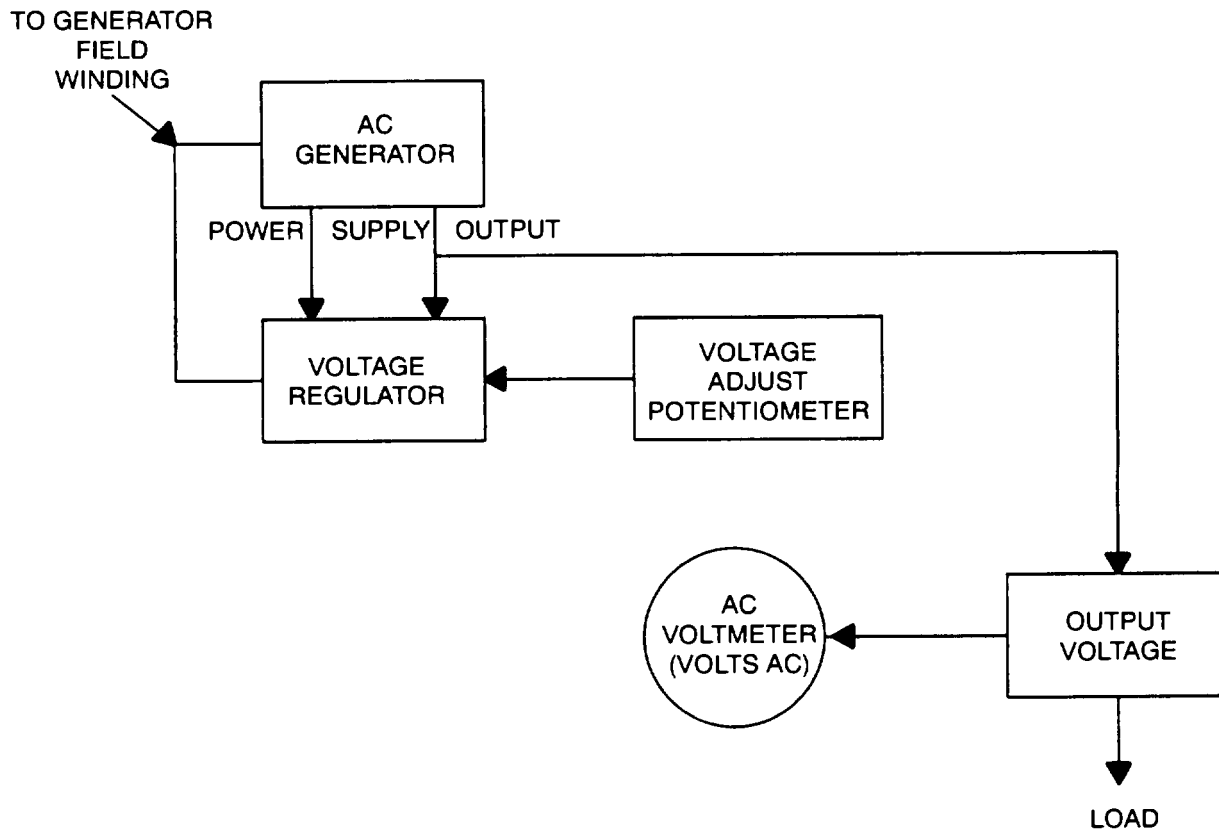 TO GENERATOR
FIELD
WINDING
AC
GENERATOR
POWER SUPPLY OUTPUT
VOLTAGE
REGULATOR
VOLTAGE
ADJUST
POTENTIOMETER
AC
VOLTMETER
(VOLTS AC)
OUTPUT
VOLTAGE
LOAD